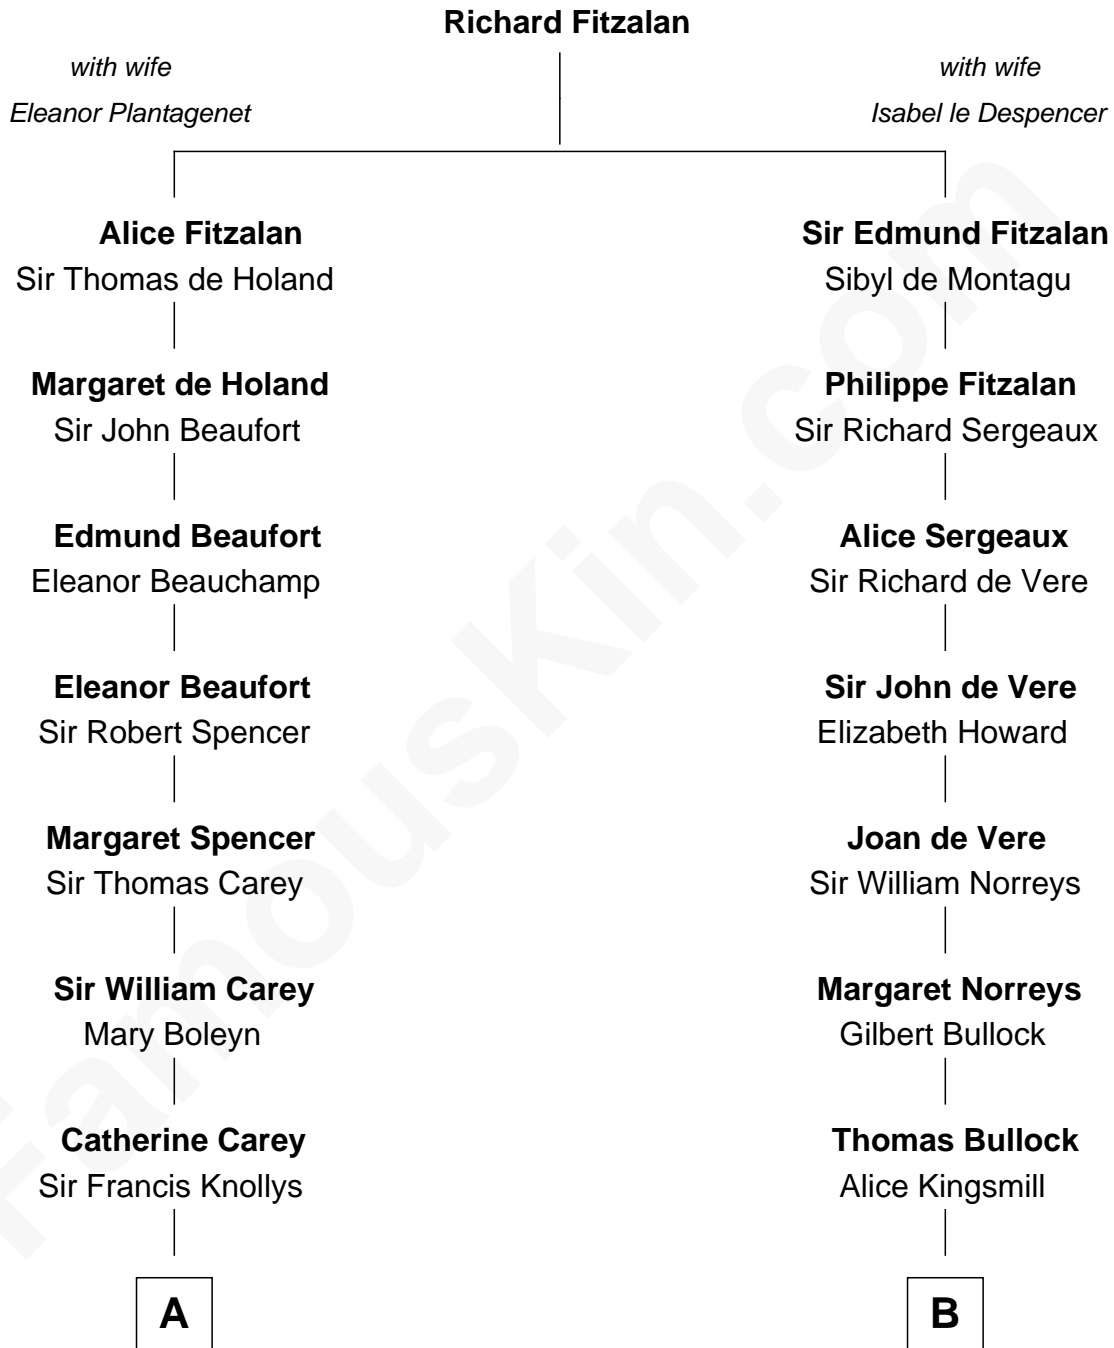 Richard Fitzalan
with wife
Eleanor Plantagenet
with wife
Isabel le Despencer
Alice Fitzalan
Sir Thomas de Holand
Sir Edmund Fitzalan
Sibyl de Montagu
Margaret de Holand
Sir John Beaufort
Philippe Fitzalan
Sir Richard Sergeaux
Edmund Beaufort
Eleanor Beauchamp
Alice Sergeaux
Sir Richard de Vere
Eleanor Beaufort
Sir Robert Spencer
Sir John de Vere
Elizabeth Howard
Margaret Spencer
Sir Thomas Carey
Joan de Vere
Sir William Norreys
Sir William Carey
Mary Boleyn
Margaret Norreys
Gilbert Bullock
Catherine Carey
Sir Francis Knollys
Thomas Bullock
Alice Kingsmill
A
B
FamousKin.com